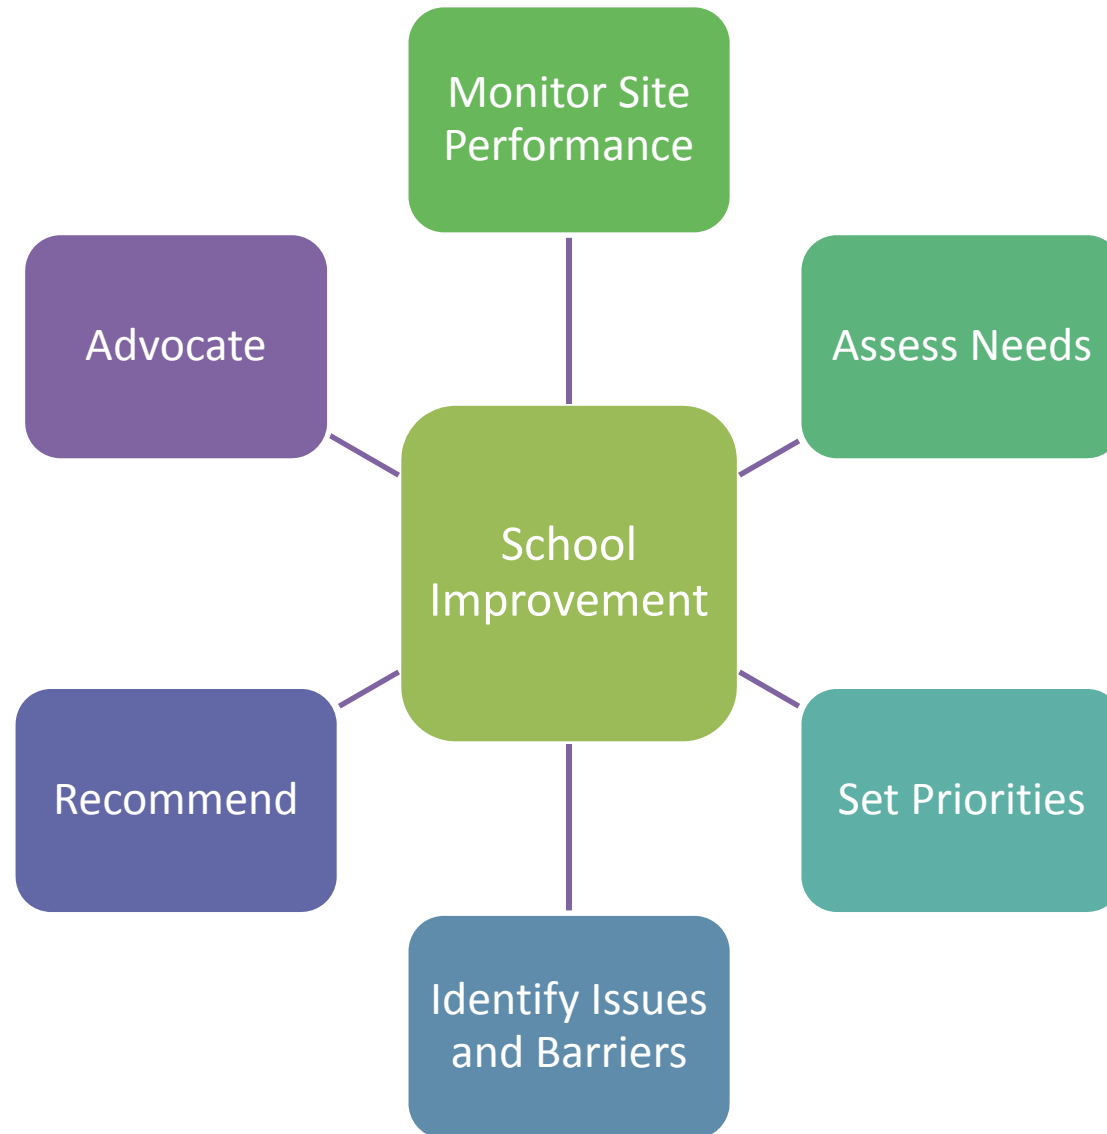 Monitor Site
Performance
Advocate
Assess Needs
School
Improvement
Recommend
Set Priorities
Identify Issues
and Barriers